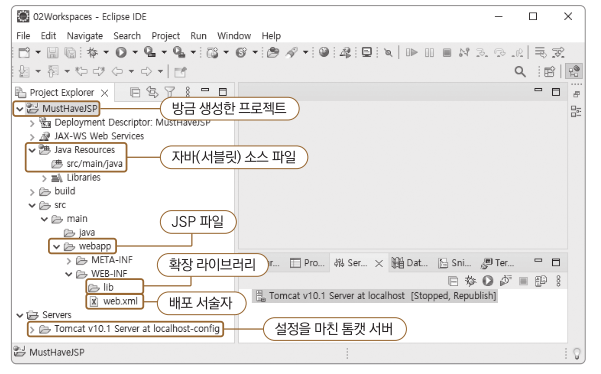 02Workspaces - Eclipse IDE
File Edit Navigate Search Project Run Window Help
Project Explorer
MustHaveJSP
방금 생성한 프로젝트
Deployment Descriptor: MustHaveJSP
JAX-WS Web Services
Java Resources
자바(서블릿) 소스 파일
src/main/java
Libraries
build
src
main
JSP 파일
java
webapp
META-INF
확장 라이브러리
Pro... Ser... Dat... Sni... Ter...
WEB-INF
lib
web.xml
배포 서술자
Tomcat v10.1 Server at localhost [Stopped, Republish]
Servers
Tomcat v10.1 Server at localhost-config
설정을 마친 톰캣 서버
MustHaveJSP